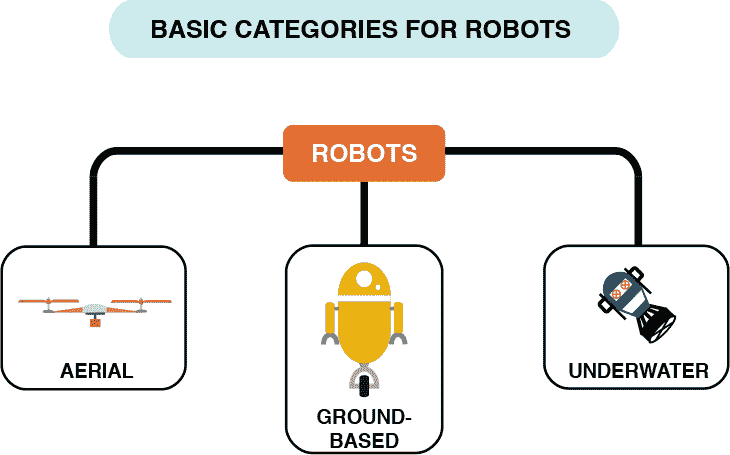 BASIC CATEGORIES FOR ROBOTS
ROBOTS
AERIAL
GROUND-
BASED
UNDERWATER